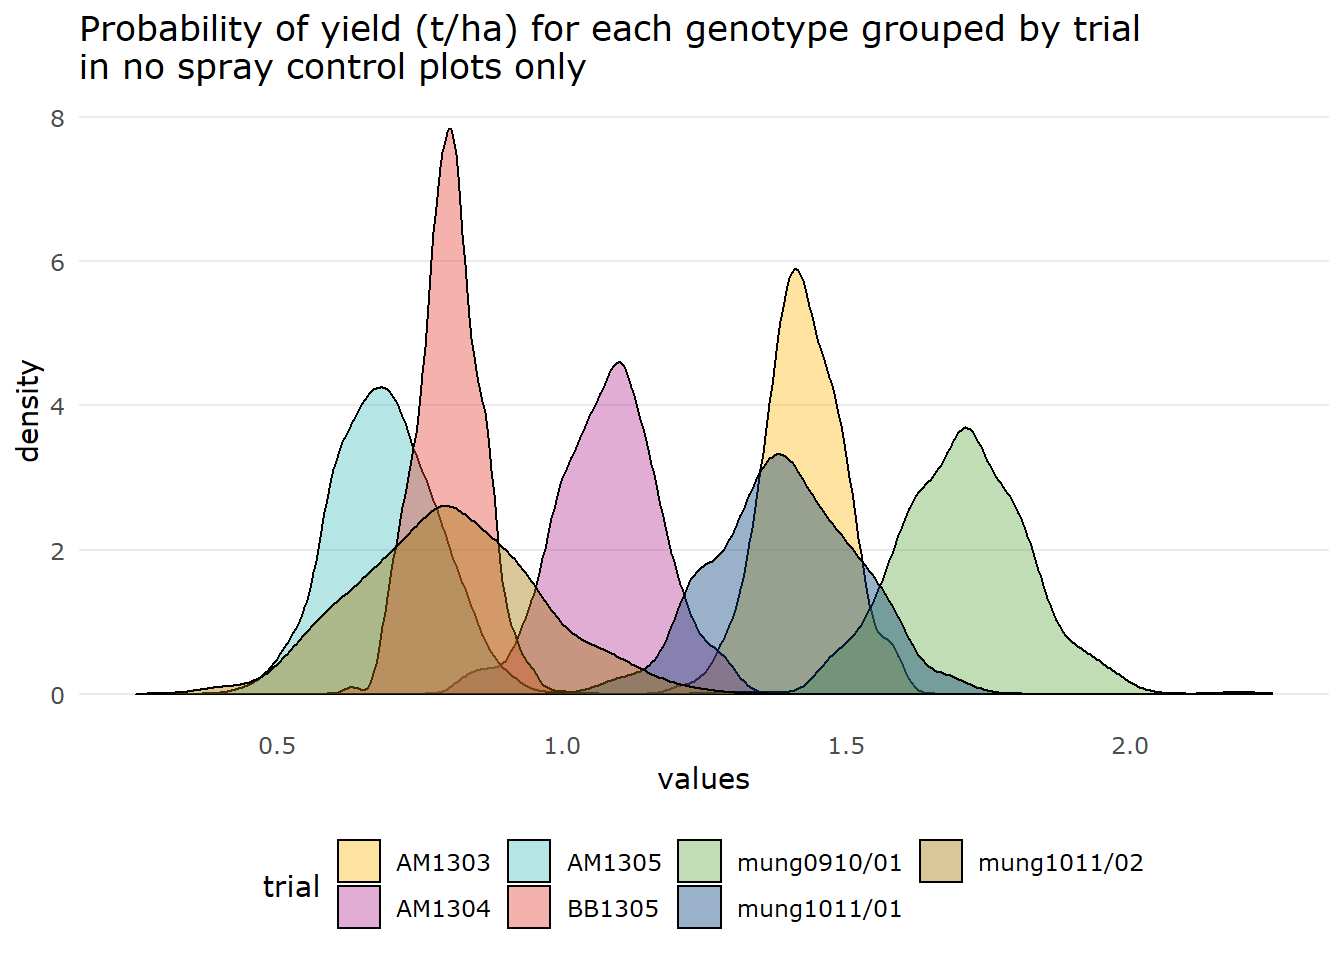 Probability of yield (t/ha) for each genotype grouped by trial
in no spray control plots only
8
6
4
2
0
density
0.5 1.0 1.5 2.0
values
trial
AM1303 AM1305 mung0910/01 mung1011/02
AM1304 BB1305 mung1011/01